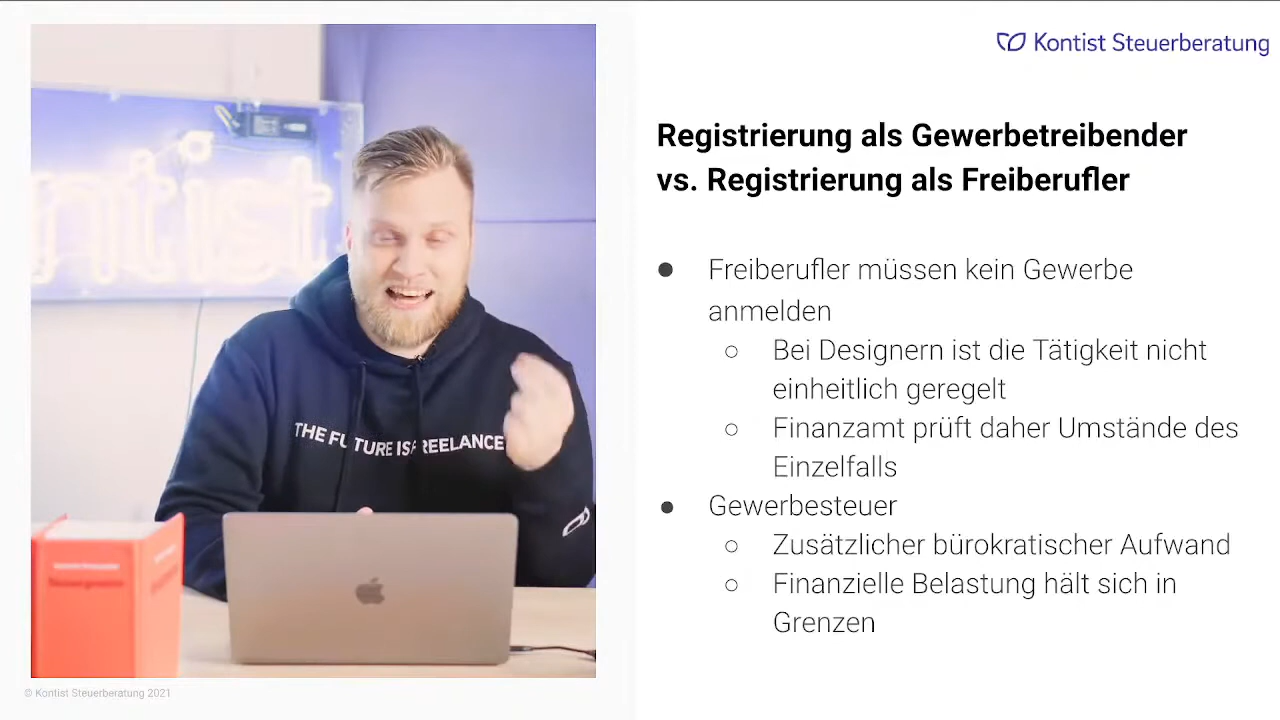 Kontist Steuerberatung
Registrierung als Gewerbetreibender
vs. Registrierung als Freiberufler
● Freiberufler müssen kein Gewerbe
anmelden
○ Bei Designern ist die Tätigkeit nicht
einheitlich geregelt
○ Finanzamt prüft daher Umstände des
Einzelfalls
● Gewerbesteuer
○ Zusätzlicher bürokratischer Aufwand
○ Finanzielle Belastung hält sich in
Grenzen
ntist
THE FUTURE IS FREELANCE
© Kontist Steuerberatung 2021